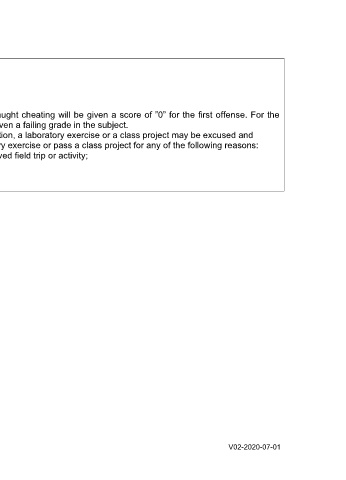 ught cheating will be given a score of "0" for the first offense. For the
ven a failing grade in the subject.
tion, a laboratory exercise or a class project may be excused and
ry exercise or pass a class project for any of the following reasons:
ved field trip or activity;
V02-2020-07-01